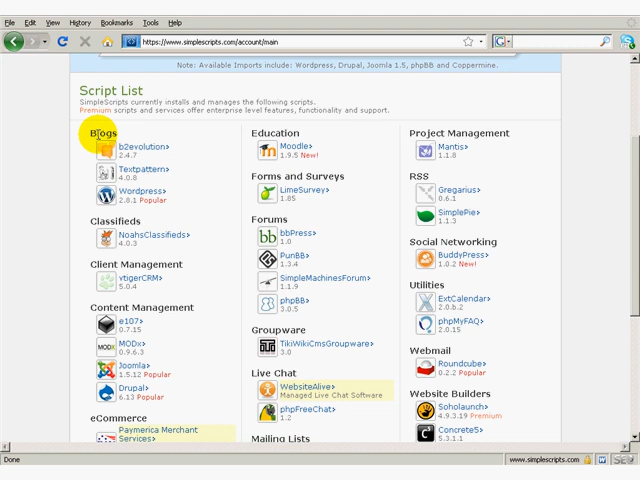 File Edit View History Bookmarks Tools Help
https://www.simplescripts.com/account/main
Google
Note: Available Imports include: Wordpress, Drupal, Joomla 1.5, phpBB and Coppermine.
Script List
SimpleScripts currently installs and manages the following scripts.
Premium scripts and services offer enterprise level features, functionality and support.
Blogs
b2evolution›
2.4.7
Textpattern›
4.0.8
Wordpress›
2.8.1 Popular
Classifieds
NoahsClassifieds›
4.0.3
Client Management
vtigerCRM›
5.0.4
Content Management
e107›
0.7.15
MODx
MODx›
0.9.6.3
Joomla›
1.5.12 Popular
Drupal›
6.13 Popular
eCommerce
Paymerica Merchant
Services›
Education
Moodle›
1.9.5 New!
Forms and Surveys
LimeSurvey›
1.85
Forums
bb
bbPress›
1.0
PunBB›
1.3.4
SimpleMachinesForum›
1.1.9
phpBB›
3.0.5
Groupware
TikiWikiCmsGroupware›
3.0
Live Chat
WebsiteAlive›
Managed Live Chat Software
phpFreeChat›
1.2
Mailing Lists
Project Management
Mantis›
1.1.8
RSS
Gregarius›
0.6.1
SimplePie›
1.1.3
Social Networking
BuddyPress›
1.0.2 New!
Utilities
ExtCalendar›
2.0.b.2
phpMyFAQ›
2.0.15
Webmail
Roundcube›
0.2.2 Popular
Website Builders
Soholaunch›
4.9.3.19 Premium
Concrete5›
5.3.1.1
Done
www.simplescripts.com